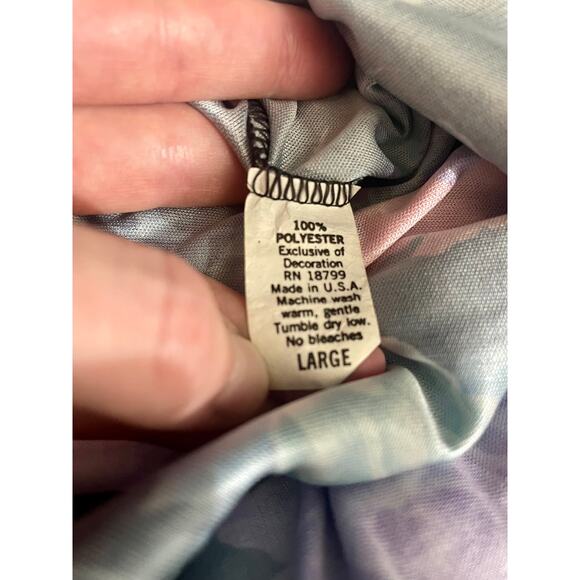 100%
POLYESTER
Exclusive of
Decoration
RN 18799
Made in U.S.A.
Machine wash
warm, gentle
Tumble dry low.
No bleaches
LARGE